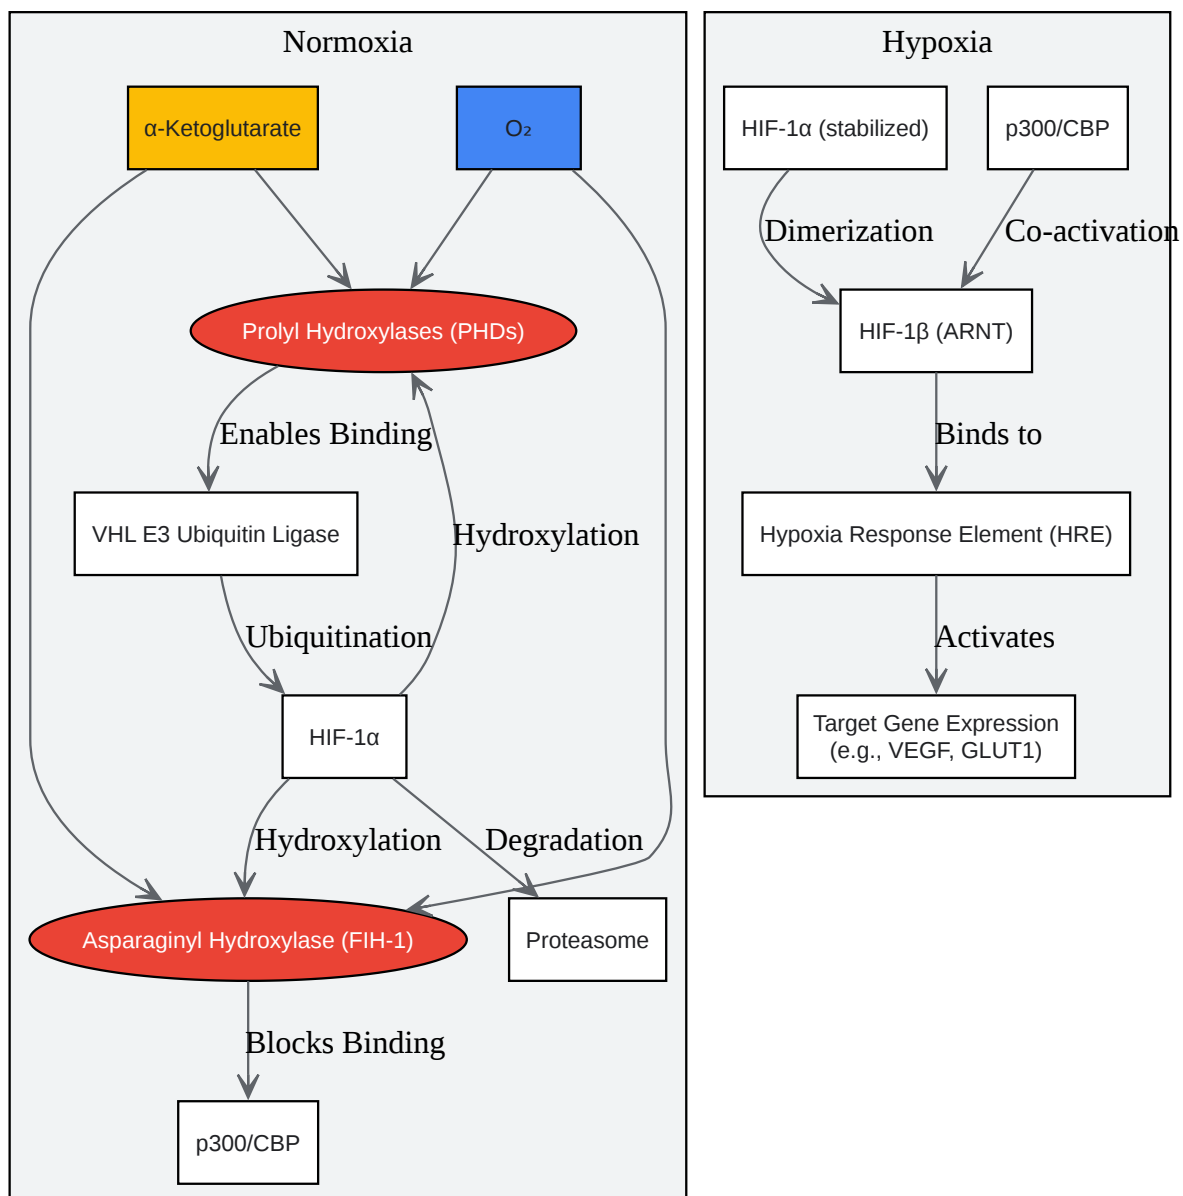 Normoxia
α-Ketoglutarate
O₂
Prolyl Hydroxylases (PHDs)
Enables Binding
VHL E3 Ubiquitin Ligase
Hydroxylation
Ubiquitination
HIF-1α
Hydroxylation
Degradation
Asparaginyl Hydroxylase (FIH-1)
Proteasome
Blocks Binding
p300/CBP
Hypoxia
HIF-1α (stabilized)
p300/CBP
Dimerization
Co-activation
HIF-1β (ARNT)
Binds to
Hypoxia Response Element (HRE)
Activates
Target Gene Expression
(e.g., VEGF, GLUT1)